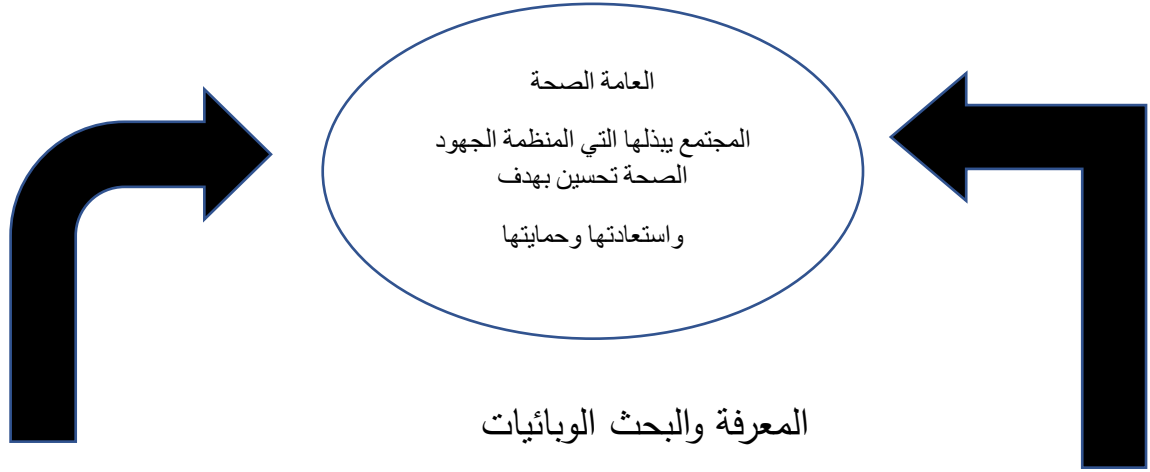 العامة الصحة
المجتمع يبذلها التي المنظمة الجهود
الصحة تحسين بهدف
واستعادتها وحمايتها
المعرفة والبحث الوبائيات